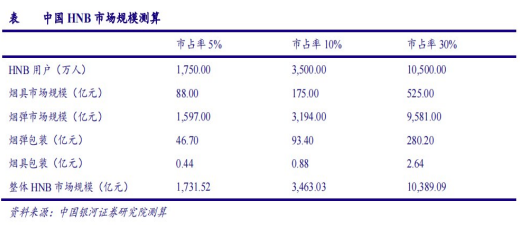 表 中国 HNB 市场规模测算
市占率 5% 市占率 10% 市占率 30%
HNB 用户（万人） 1,750.00 3,500.00 10,500.00
烟具市场规模（亿元） 88.00 175.00 525.00
烟弹市场规模（亿元） 1,597.00 3,194.00 9,581.00
烟弹包装（亿元） 46.70 93.40 280.20
烟具包装（亿元） 0.44 0.88 2.64
整体 HNB 市场规模（亿元） 1,731.52 3,463.03 10,389.09
资料来源：中国银河证券研究院测算